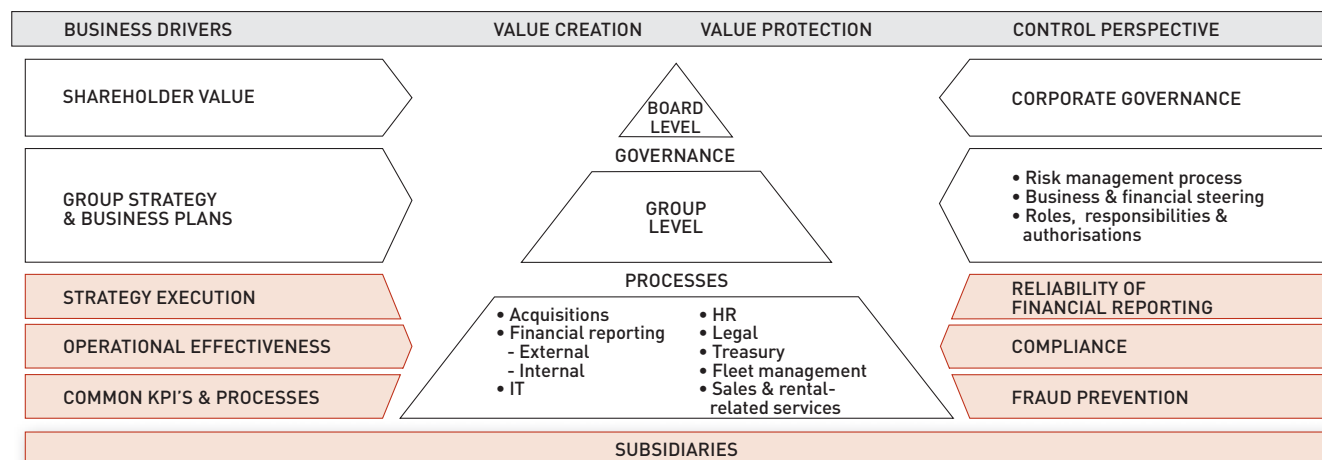 BUSINESS DRIVERS
VALUE CREATION
VALUE PROTECTION
CONTROL PERSPECTIVE
SHAREHOLDER VALUE
BOARD
LEVEL
CORPORATE GOVERNANCE
GOVERNANCE
GROUP STRATEGY
& BUSINESS PLANS
GROUP
LEVEL
• Risk management process
• Business & financial steering
• Roles, responsibilities &
authorisations
PROCESSES
STRATEGY EXECUTION
OPERATIONAL EFFECTIVENESS
COMMON KPI'S & PROCESSES
• Acquisitions
• Financial reporting
- External
- Internal
• IT
• HR
• Legal
• Treasury
• Fleet management
• Sales & rental-
related services
RELIABILITY OF
FINANCIAL REPORTING
COMPLIANCE
FRAUD PREVENTION
SUBSIDIARIES